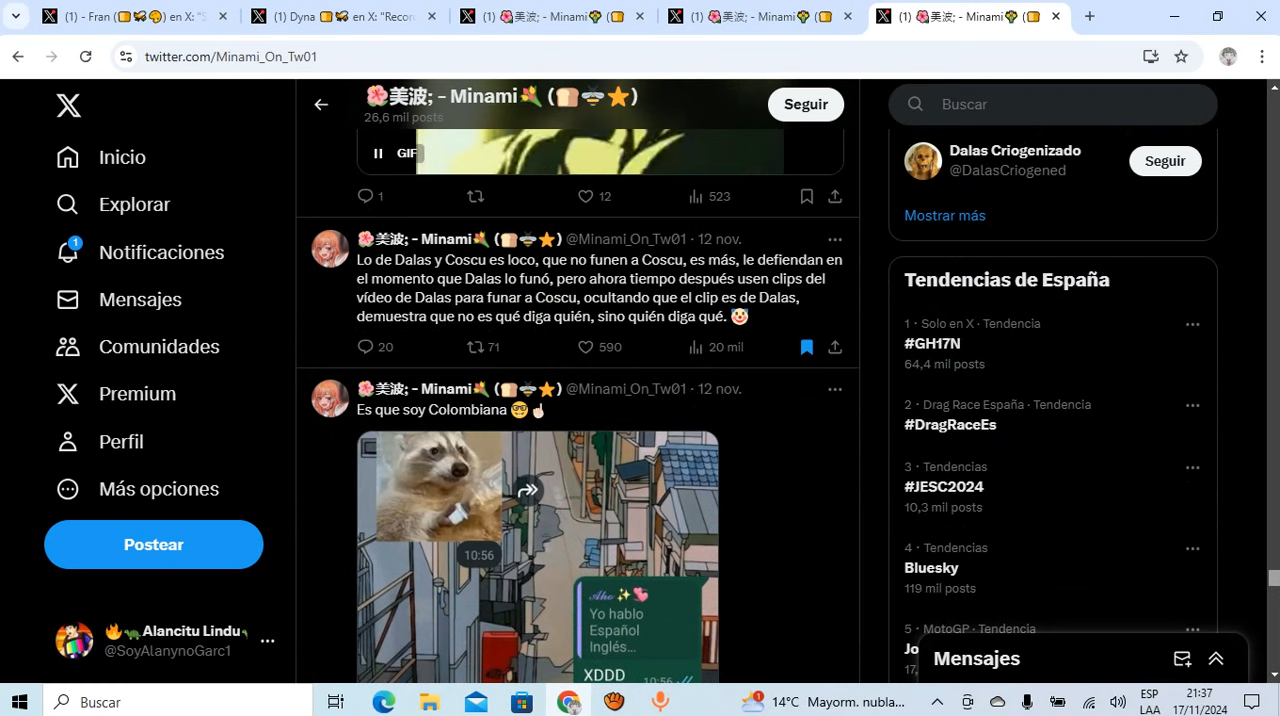 (1) - Fran (🍞🐝🌻) en X: "S
(1) Dyna 🍞🐝 en X: "Recor
(1) 🌺美波; - Minami🌻 (🍞
(1) 🌺美波; - Minami🌻 (🍞
(1) 🌺美波; - Minami🌻 (🍞
twitter.com/Minami_On_Tw01
🌺美波; - Minami💐 (🍞🐝⭐)
26,6 mil posts
Seguir
Inicio
Explorar
1
Notificaciones
Mensajes
Comunidades
Premium
Perfil
Más opciones
Postear
🔥🐢Alancitu Lindu
@SoyAlanynoGarc1
GIF
1
12
523
🌺美波; - Minami💐 (🍞🐝⭐) @Minami_On_Tw01 · 12 nov.
Lo de Dalas y Coscu es loco, que no funen a Coscu, es más, le defiendan en
el momento que Dalas lo funó, pero ahora tiempo después usen clips del
vídeo de Dalas para funar a Coscu, ocultando que el clip es de Dalas,
demuestra que no es qué diga quién, sino quién diga qué. 🤡
20
71
590
20 mil
🌺美波; - Minami💐 (🍞🐝⭐) @Minami_On_Tw01 · 12 nov.
Es que soy Colombiana 🤓☝🏻
10:56
𝓐𝓱𝓸 ✨💖
Yo hablo
Español
Inglés...
XDDD
10:56
Buscar
Dalas Criogenizado
@DalasCriogened
Seguir
Mostrar más
Tendencias de España
1 · Solo en X · Tendencia
#GH17N
64,4 mil posts
2 · Drag Race España · Tendencia
#DragRaceEs
3 · Tendencias
#JESC2024
10,3 mil posts
4 · Tendencias
Bluesky
119 mil posts
5 · MotoGP · Tendencia
Jo
17,
Mensajes
Buscar
1
14°C Mayorm. nubla...
ESP
LAA
21:37
17/11/2024